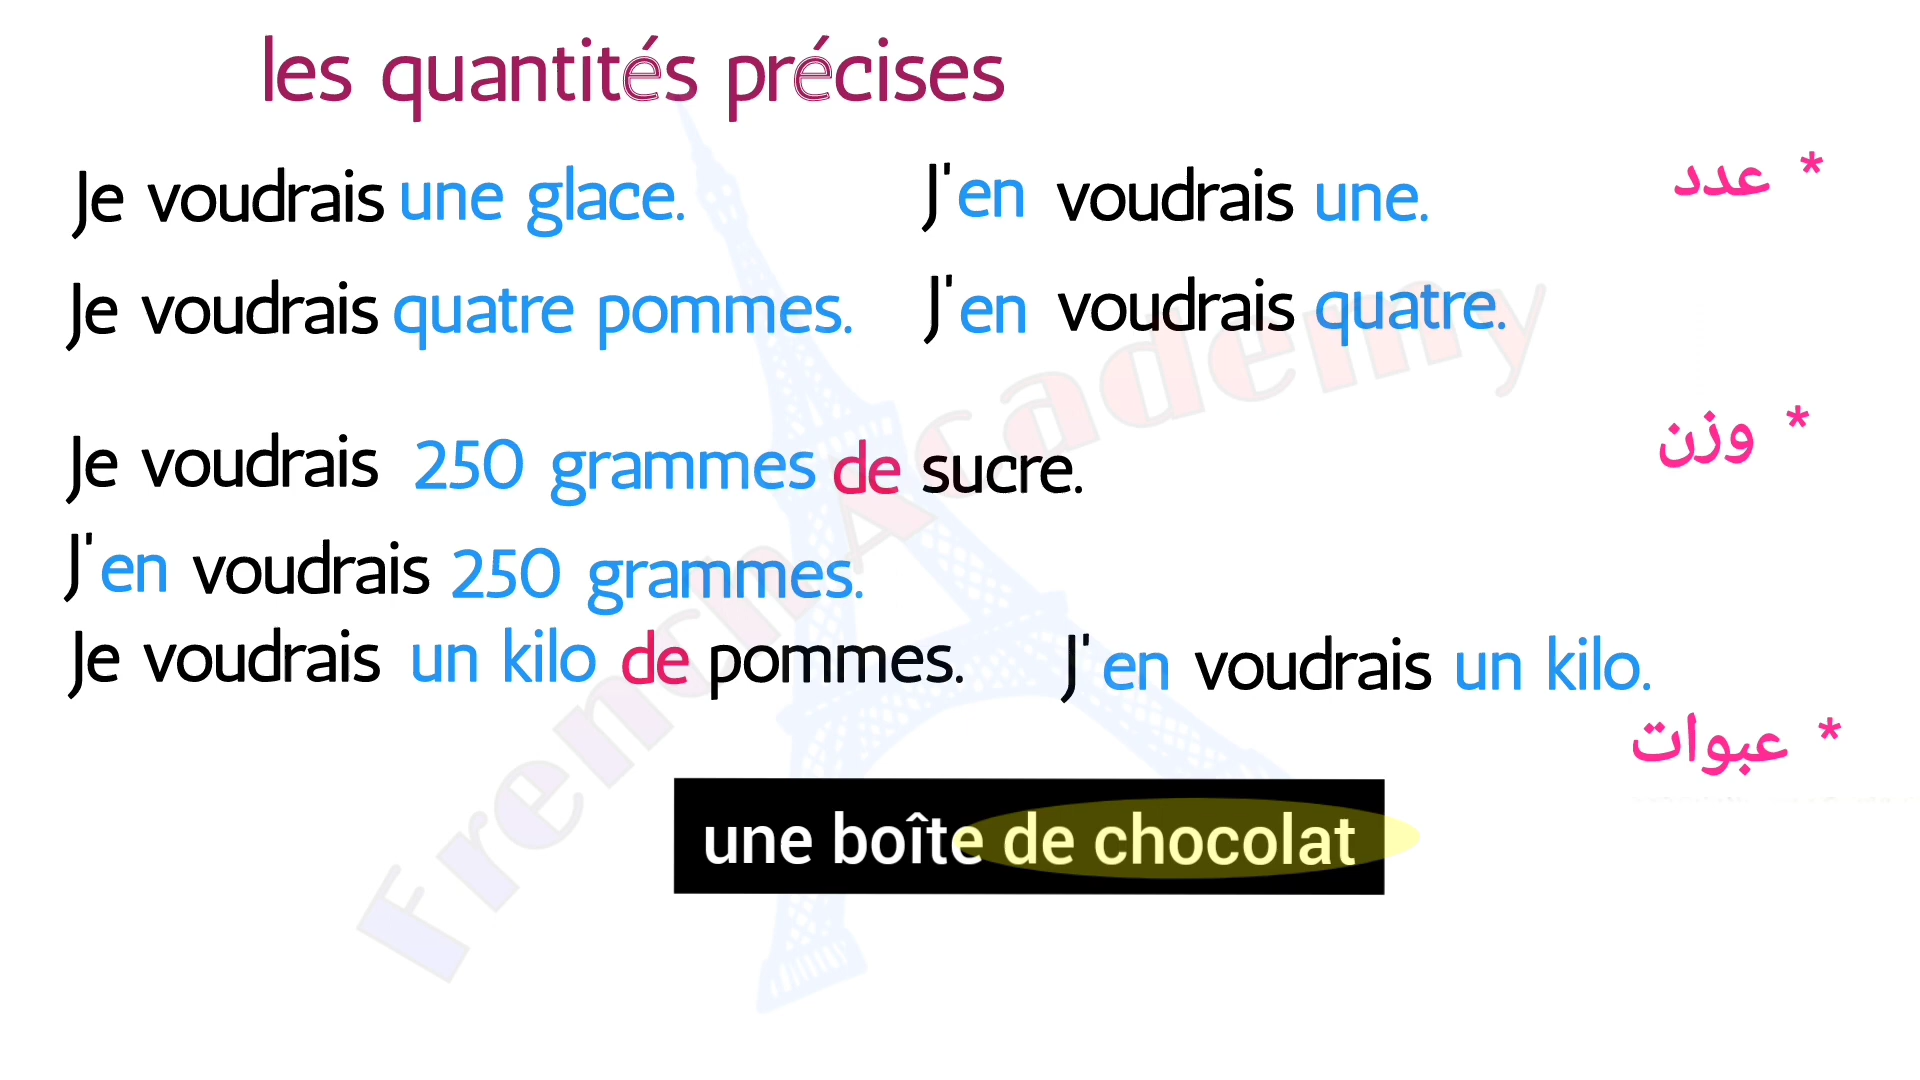 les quantités précises
Je voudrais une glace. J'en voudrais une. * عدد
Je voudrais quatre pommes. J'en voudrais quatre.
* وزن
Je voudrais 250 grammes de sucre.
J'en voudrais 250 grammes.
Je voudrais un kilo de pommes. J'en voudrais un kilo.
* عبوات
une boîte de chocolat
French Academy